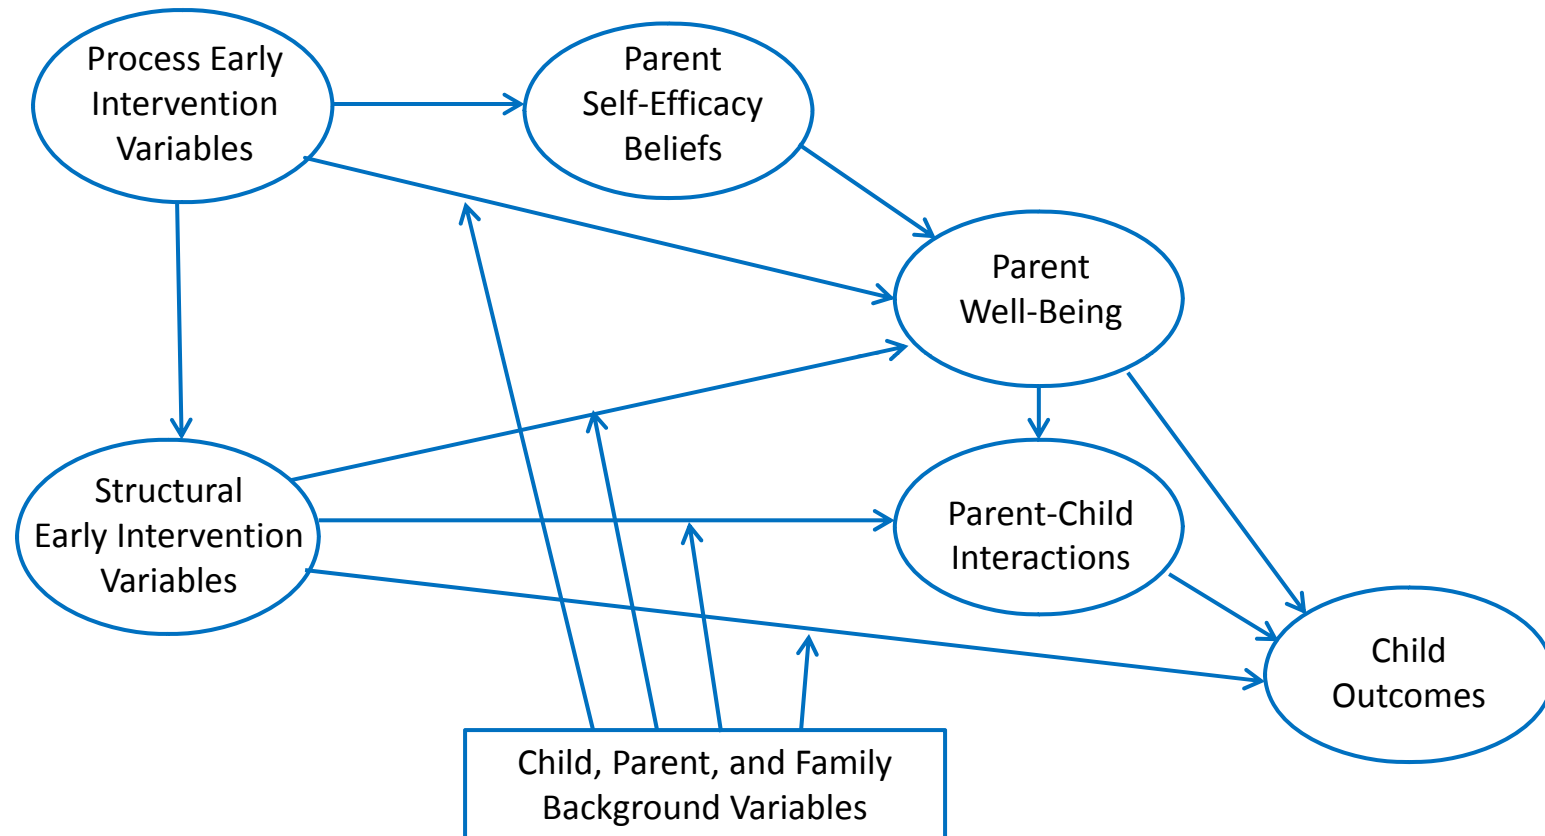 Process Early
Intervention
Variables
Parent
Self-Efficacy
Beliefs
Parent
Well-Being
Structural
Early Intervention
Variables
Parent-Child
Interactions
Child
Outcomes
Child, Parent, and Family
Background Variables